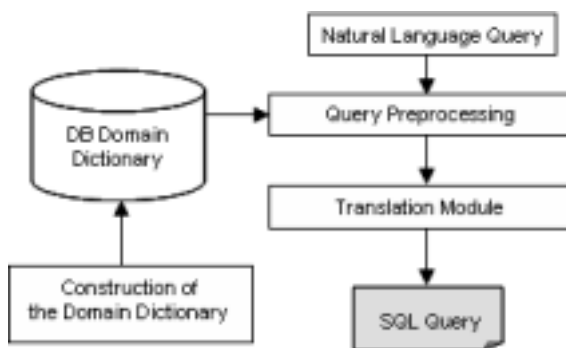 Natural Language Query
DB Domain
Dictionary
Query Preprocessing
Translation Module
Construction of
the Domain Dictionary
SQL Query